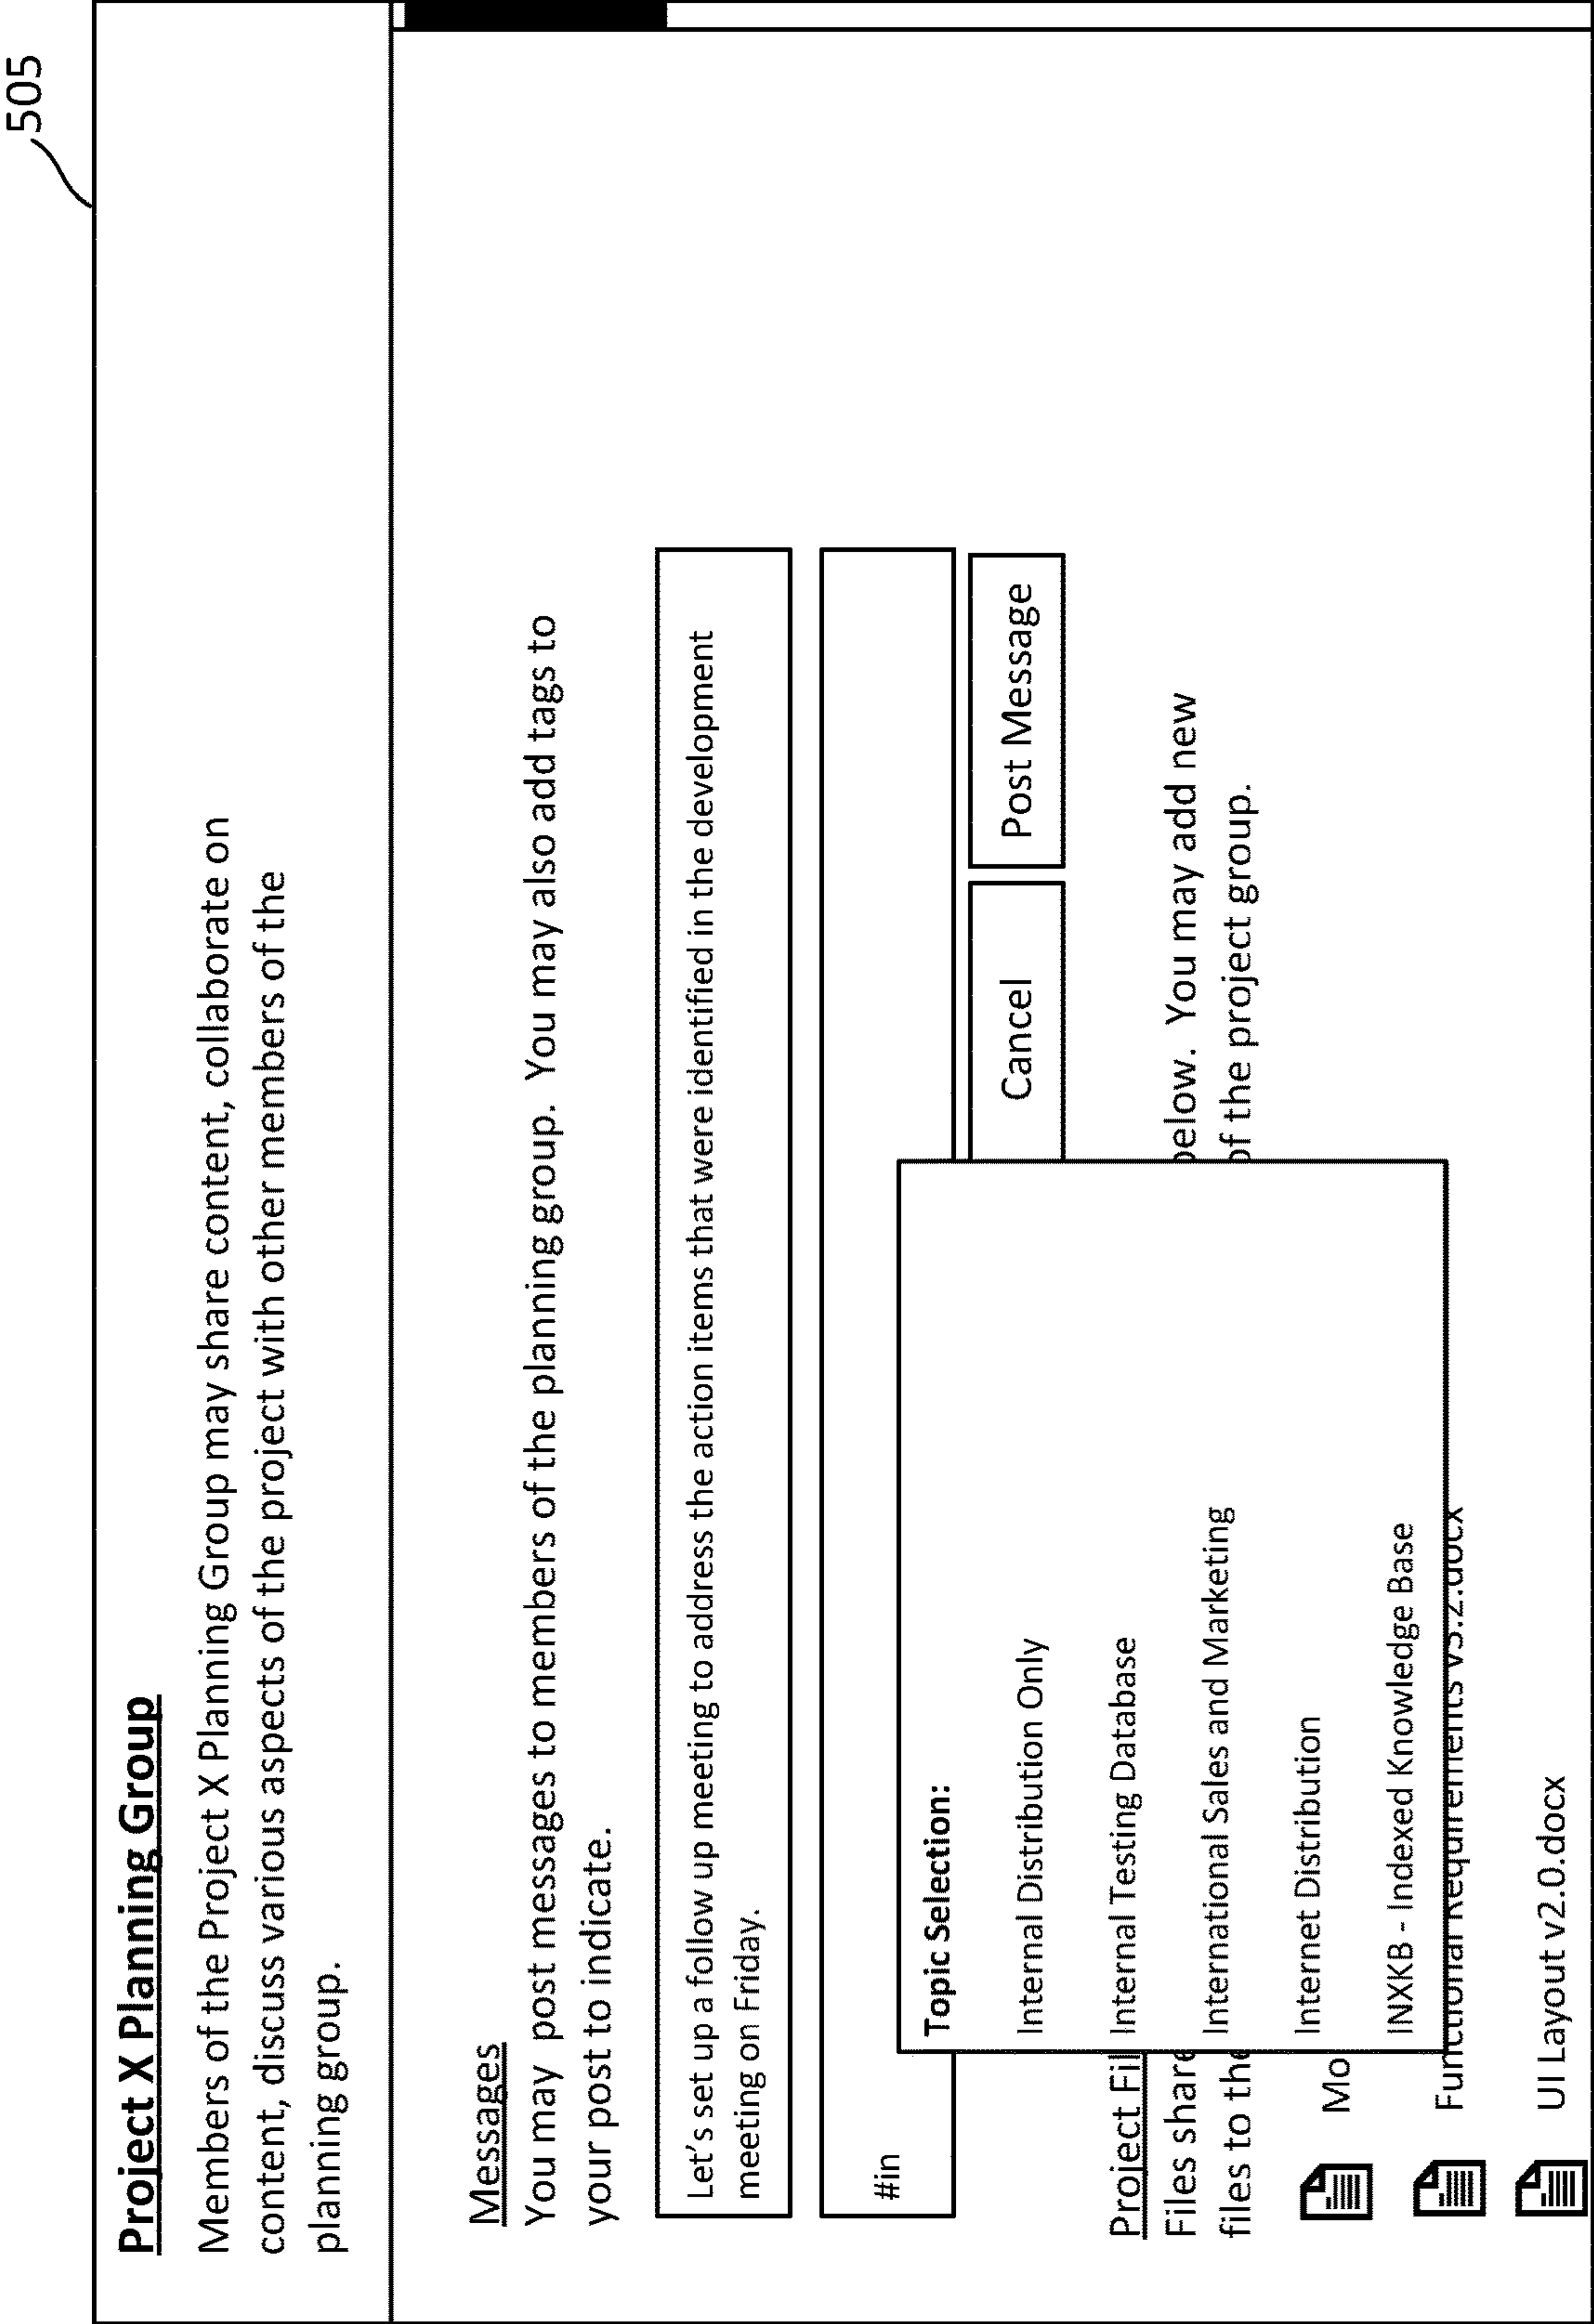 505
Project X Planning Group
Members of the Project X Planning Group may share content, collaborate on
content, discuss various aspects of the project with other members of the
planning group.
Messages
You may post messages to members of the planning group. You may also add tags to
your post to indicate.
Let's set up a follow up meeting to address the action items that were identified in the development
meeting on Friday.
#in
Cancel Post Message
Topic Selection:
Internal Distribution Only
Internal Testing Database
International Sales and Marketing
Internet Distribution
INXKB - Indexed Knowledge Base
Project Fil
Files share below. You may add new
files to the of the project group.
Mo
Functional Requirements v3.2.docx
UI Layout v2.0.docx